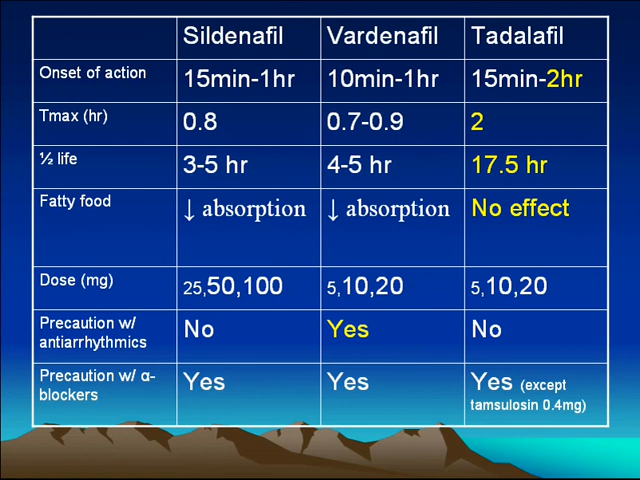 Sildenafil Vardenafil Tadalafil
Onset of action 15min-1hr 10min-1hr 15min-2hr
Tmax (hr) 0.8 0.7-0.9 2
½ life 3-5 hr 4-5 hr 17.5 hr
Fatty food ↓ absorption ↓ absorption No effect
Dose (mg) 25,50,100 5,10,20 5,10,20
Precaution w/ antiarrhythmics No Yes No
Precaution w/ α-blockers Yes Yes Yes (except tamsulosin 0.4mg)